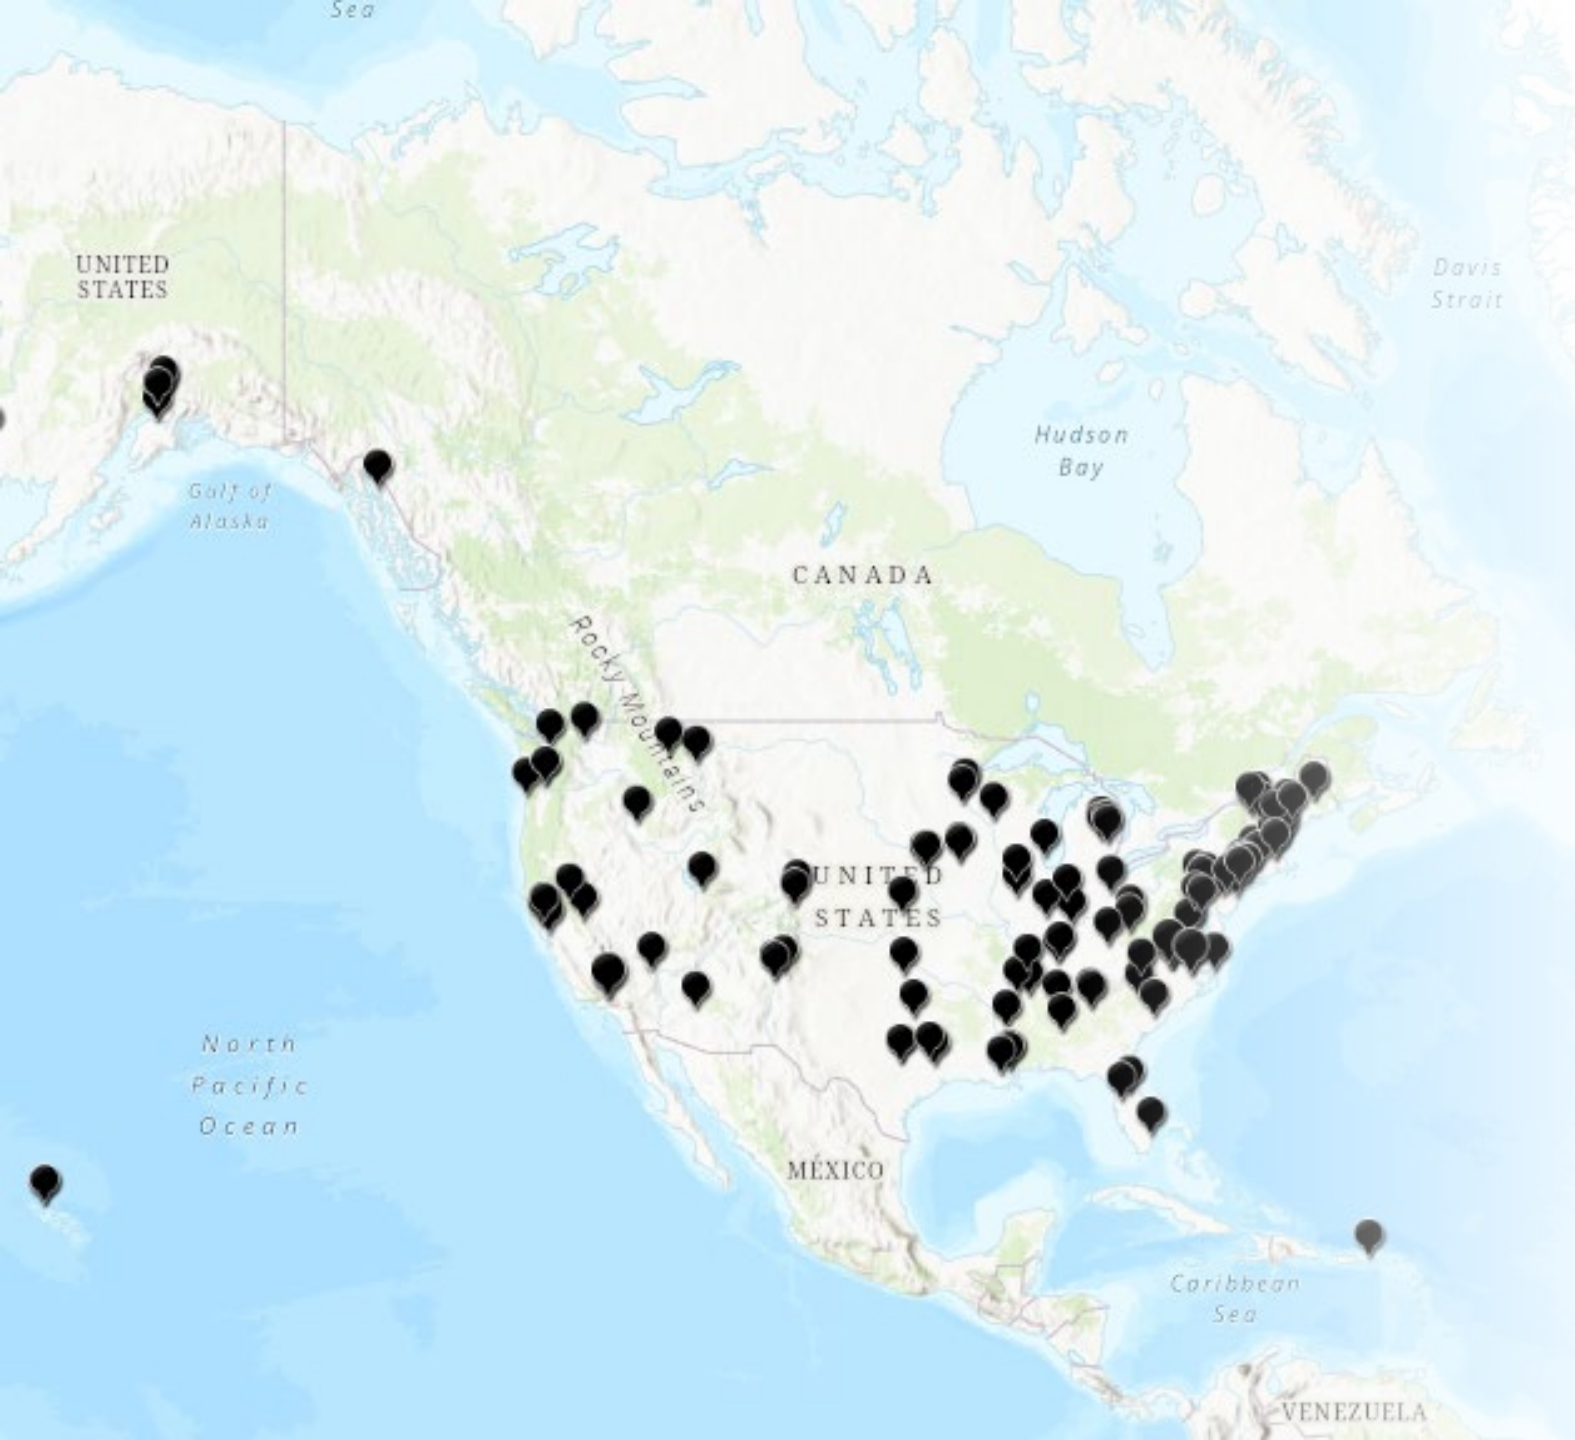 Sea
UNITED
STATES
Davis
Strait
Hudson
Bay
Gulf of
Alaska
CANADA
Rocky Mountains
UNITED
STATES
North
Pacific
Ocean
MÉXICO
Caribbean
Sea
VENEZUELA